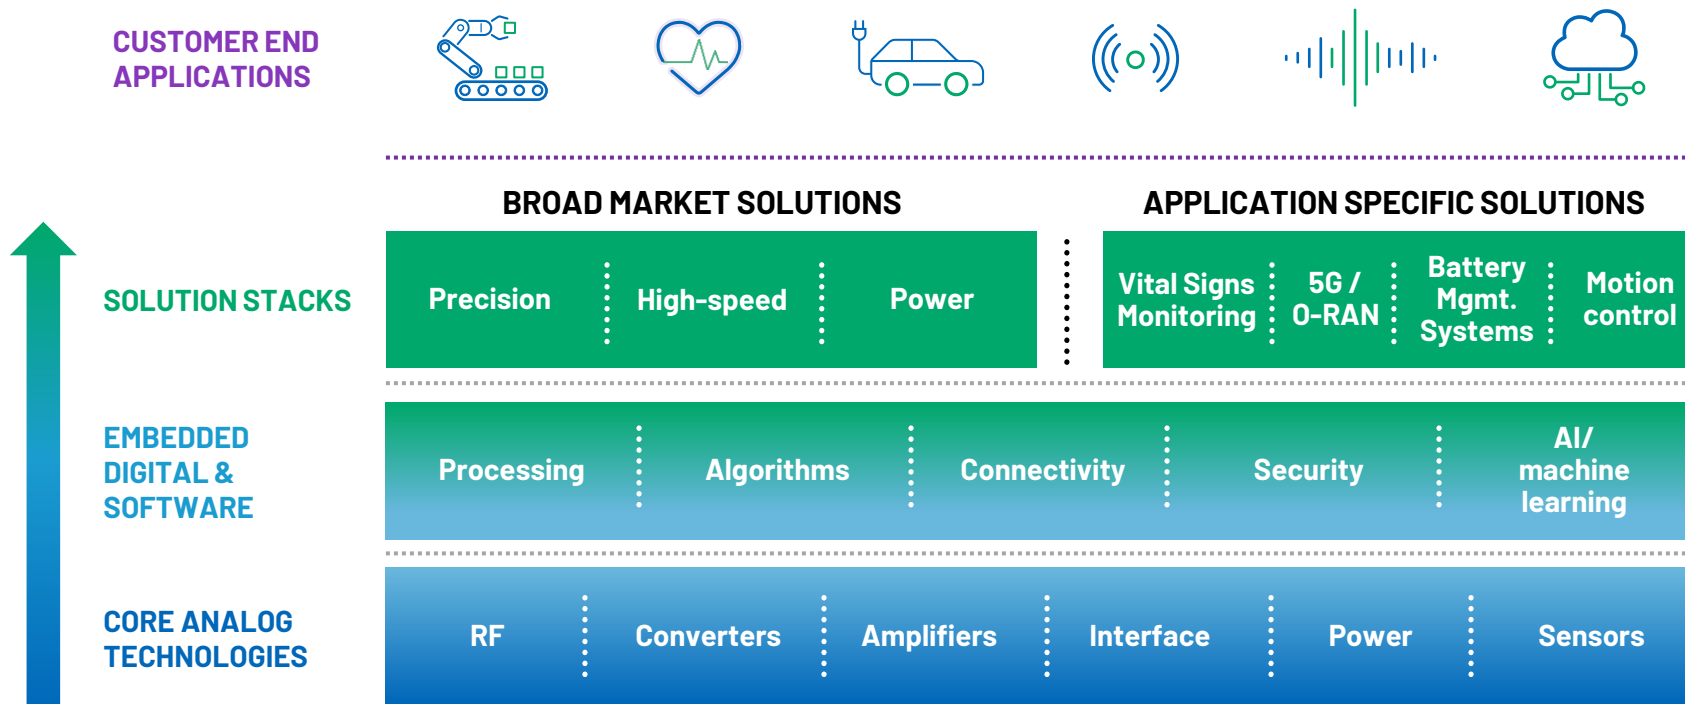 CUSTOMER END
APPLICATIONS
BROAD MARKET SOLUTIONS
APPLICATION SPECIFIC SOLUTIONS
SOLUTION STACKS
Precision
High-speed
Power
Vital Signs
Monitoring
5G /
O-RAN
Battery
Mgmt.
Systems
Motion
control
EMBEDDED
DIGITAL &
SOFTWARE
Processing
Algorithms
Connectivity
Security
AI/
machine
learning
CORE ANALOG
TECHNOLOGIES
RF
Converters
Amplifiers
Interface
Power
Sensors